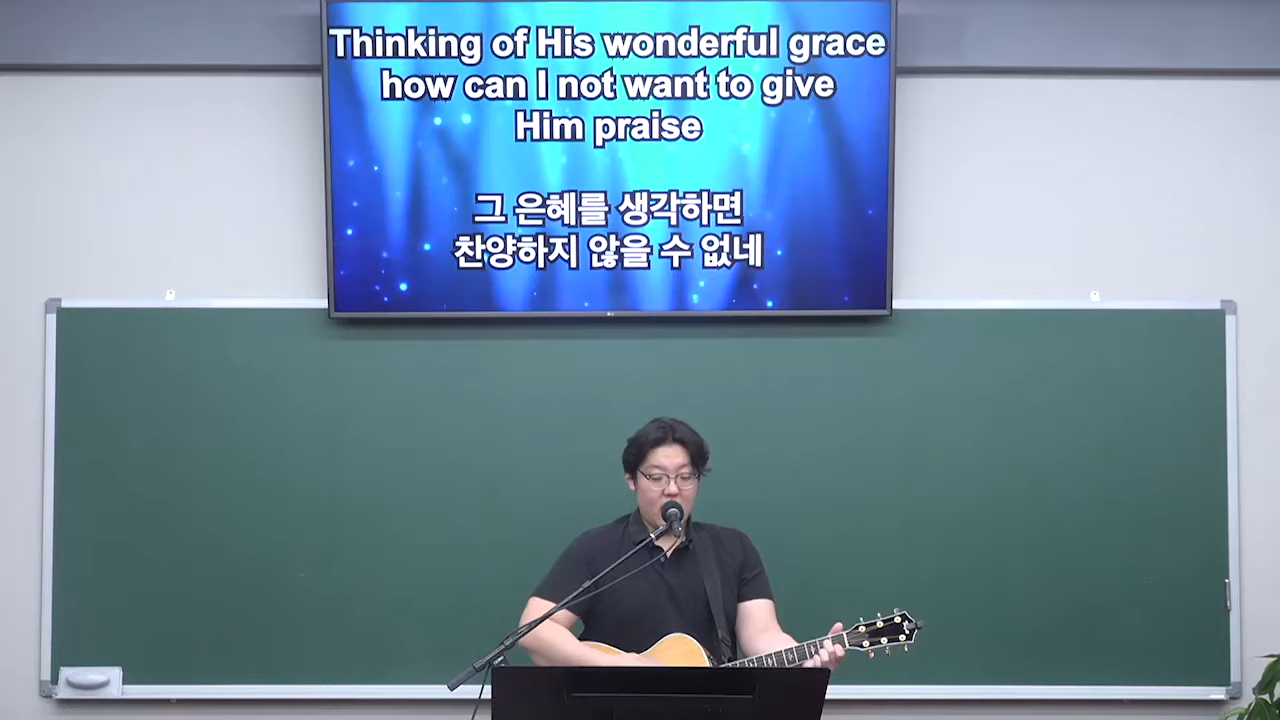 Thinking of His wonderful grace
how can I not want to give
Him praise
그 은혜를 생각하면
찬양하지 않을 수 없네